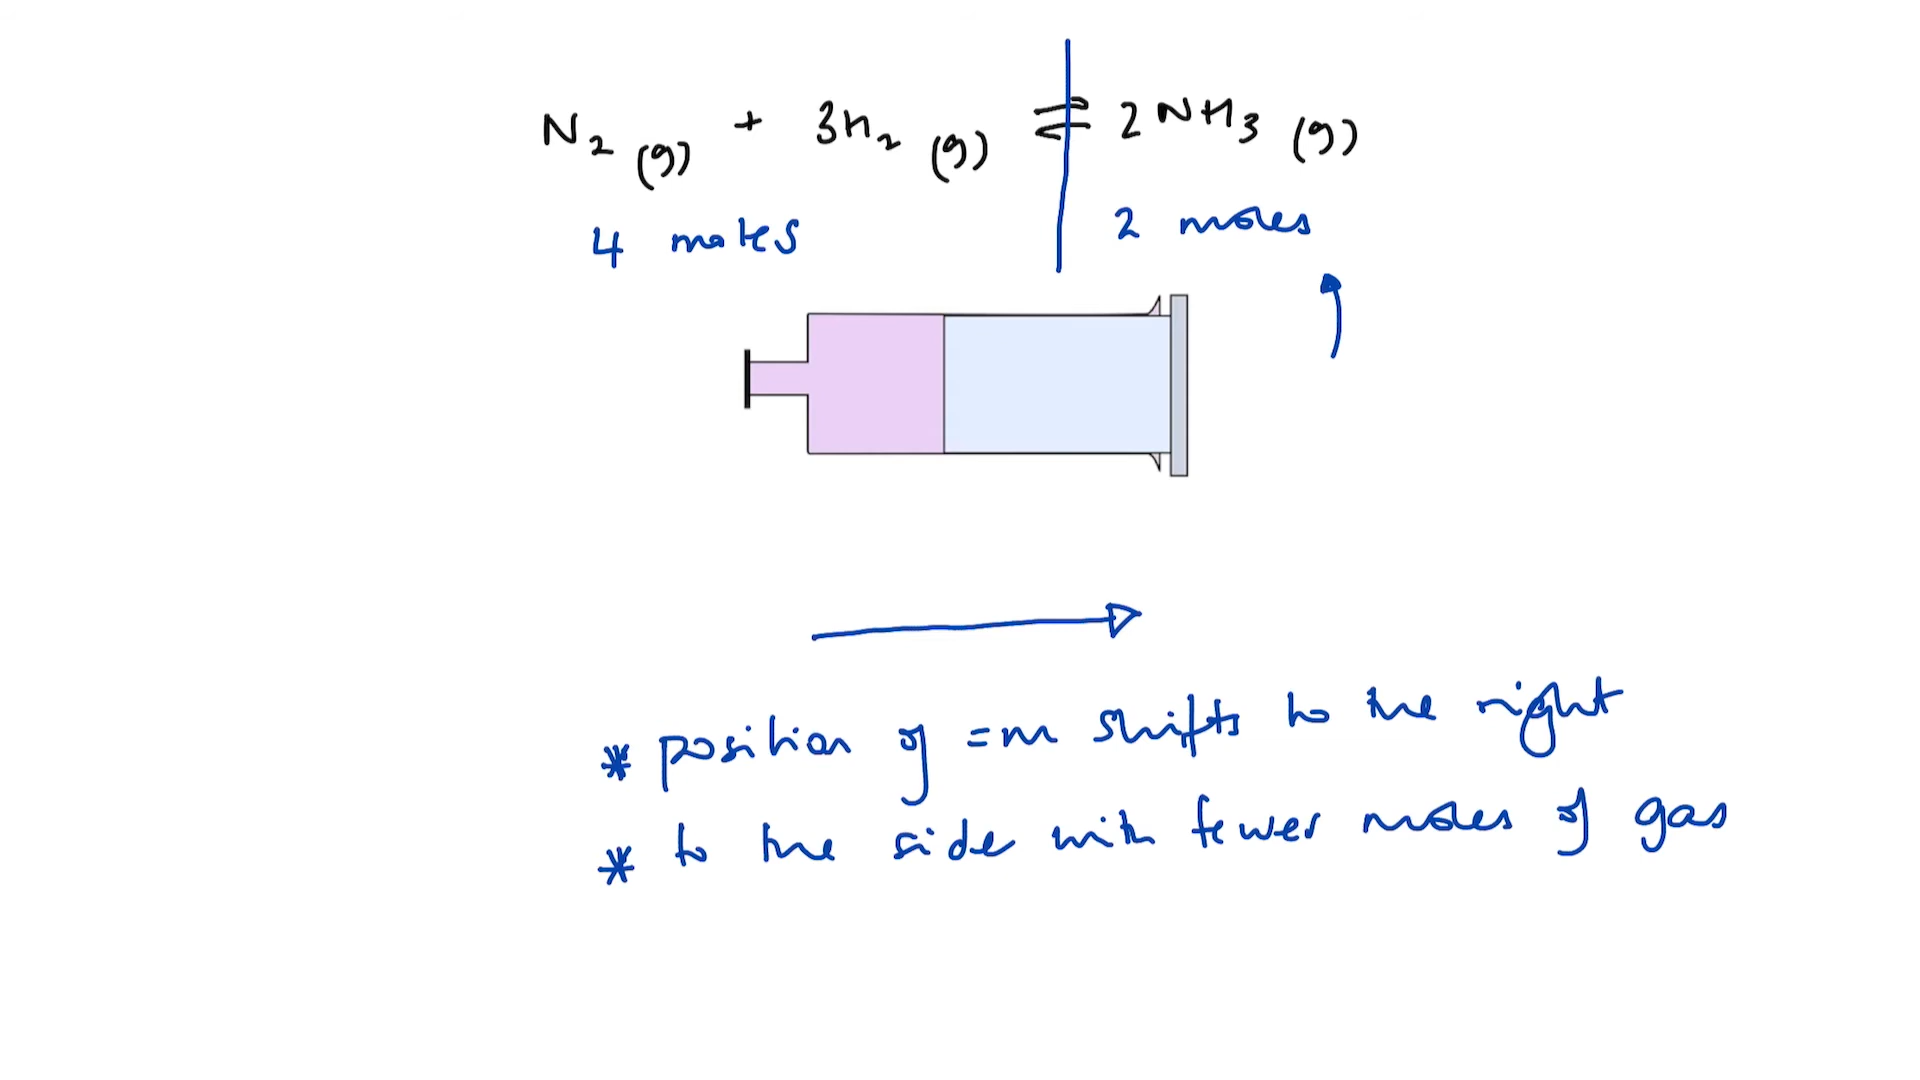 N₂ (g) + 3H₂ (g) ⇌ 2NH₃ (g)
4 moles 2 moles
* position of =m shifts to the right
* to the side with fewer moles of gas